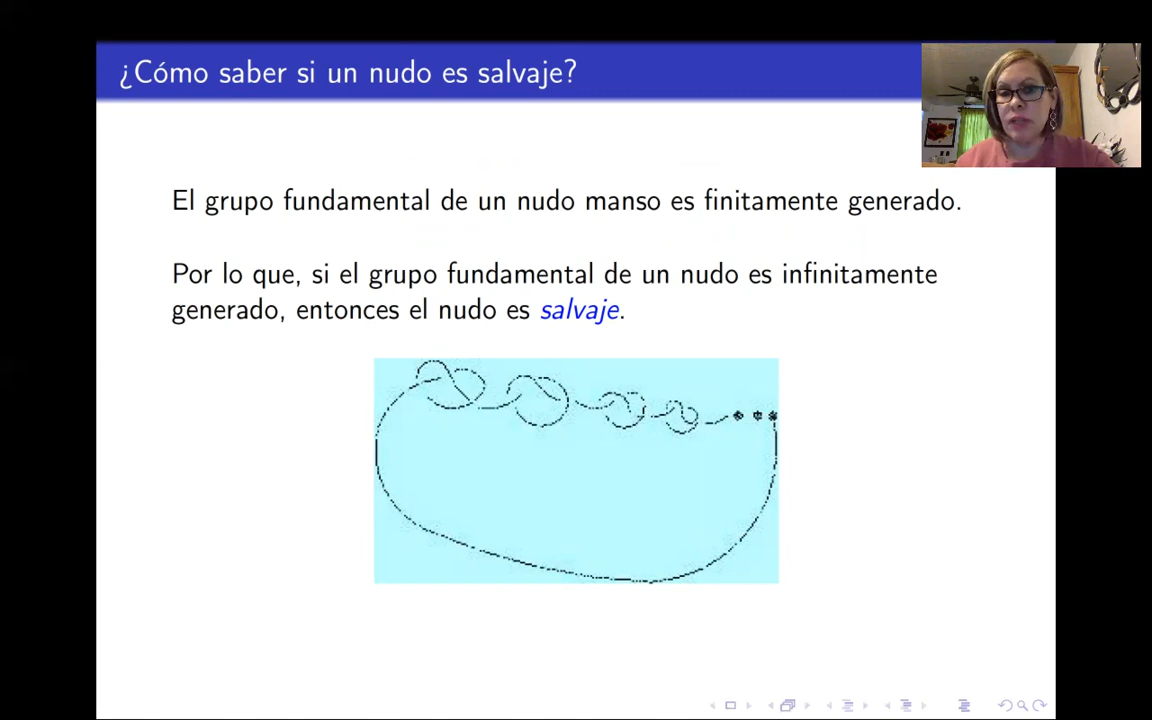 ¿Cómo saber si un nudo es salvaje?
El grupo fundamental de un nudo manso es finitamente generado.
Por lo que, si el grupo fundamental de un nudo es infinitamente
generado, entonces el nudo es salvaje.